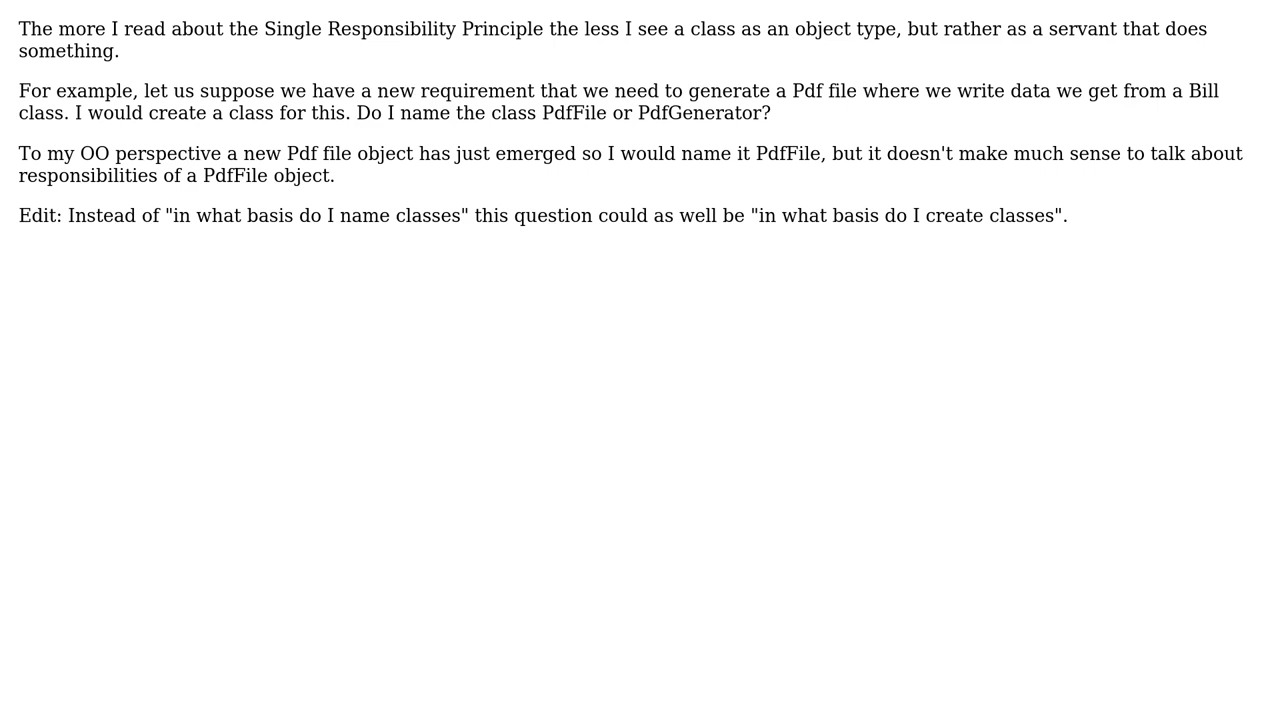 The more I read about the Single Responsibility Principle the less I see a class as an object type, but rather as a servant that does
something.
For example, let us suppose we have a new requirement that we need to generate a Pdf file where we write data we get from a Bill
class. I would create a class for this. Do I name the class PdfFile or PdfGenerator?
To my OO perspective a new Pdf file object has just emerged so I would name it PdfFile, but it doesn't make much sense to talk about
responsibilities of a PdfFile object.
Edit: Instead of "in what basis do I name classes" this question could as well be "in what basis do I create classes".